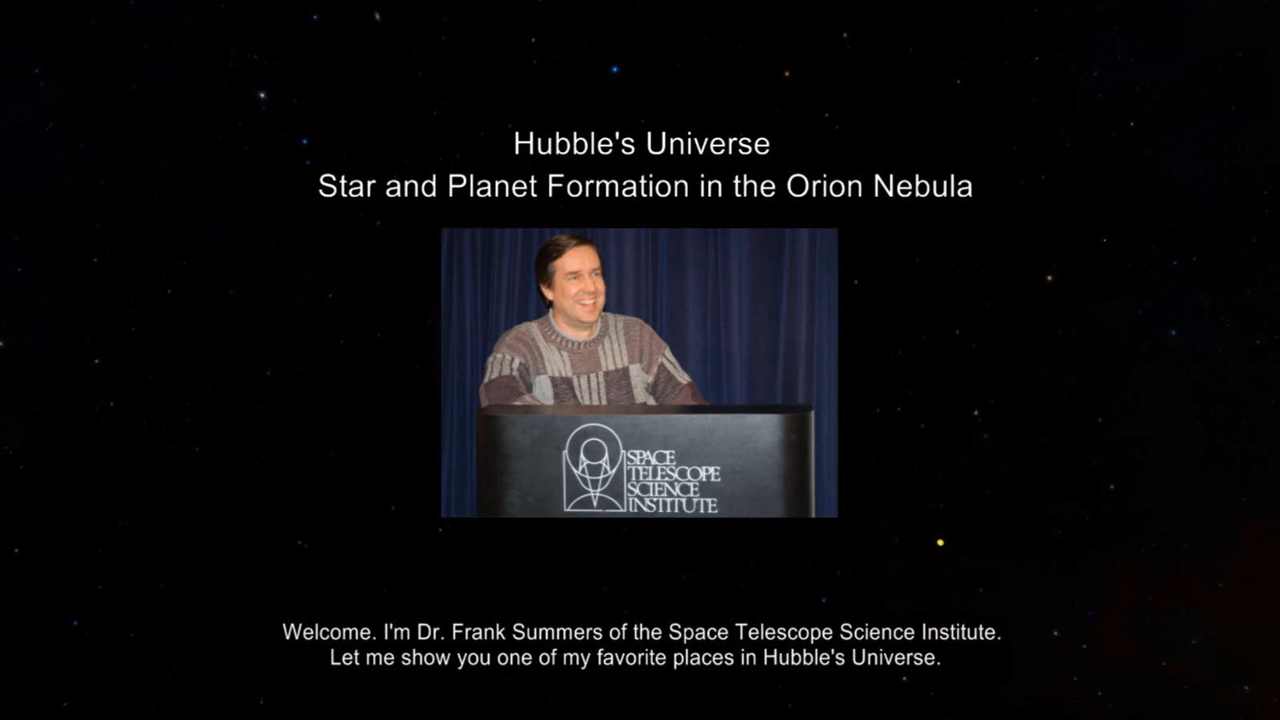 Hubble's Universe
Star and Planet Formation in the Orion Nebula
SPACE
TELESCOPE
SCIENCE
INSTITUTE
Welcome. I'm Dr. Frank Summers of the Space Telescope Science Institute.
Let me show you one of my favorite places in Hubble's Universe.